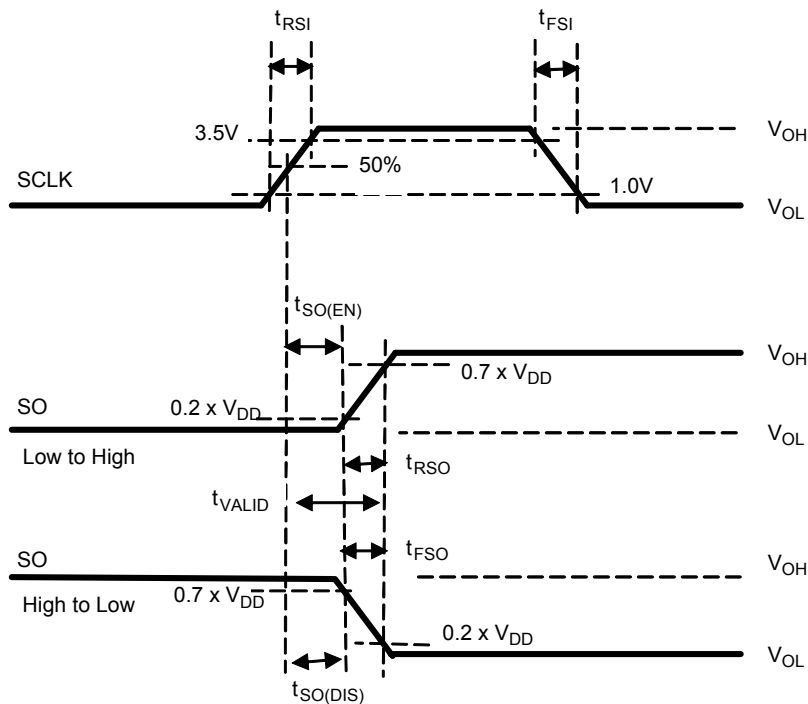 tRSI
tFSI
3.5V
VOH
50%
SCLK
1.0V
VOL
tSO(EN)
VOH
0.7 x VDD
SO
0.2 x VDD
VOL
Low to High
tRSO
tVALID
tFSO
SO
VOH
High to Low
0.7 x VDD
0.2 x VDD
VOL
tSO(DIS)